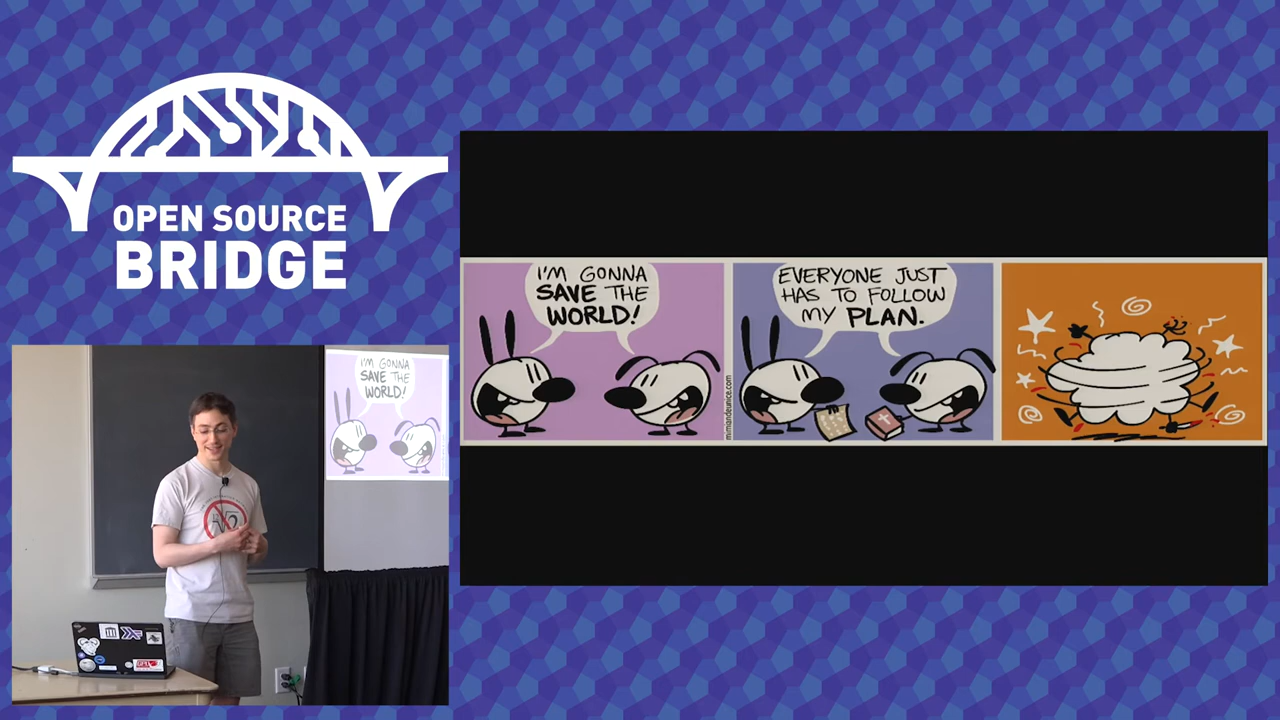 OPEN SOURCE
BRIDGE
I'M GONNA
SAVE THE
WORLD!
EVERYONE JUST
HAS TO FOLLOW
MY PLAN.
mimiandeunice.com
I'M GONNA
SAVE THE
WORLD!